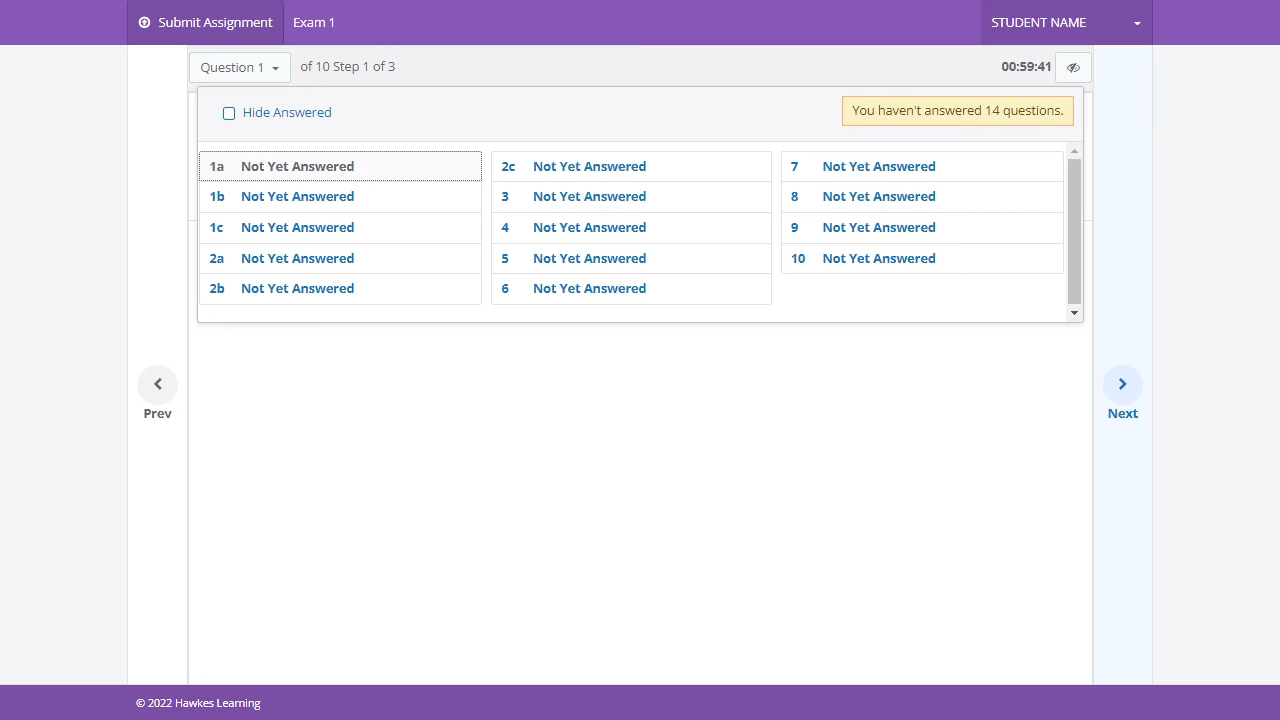 Submit Assignment
Exam 1
STUDENT NAME
Question 1
of 10 Step 1 of 3
00:59:41
Hide Answered
You haven't answered 14 questions.
1a Not Yet Answered
1b Not Yet Answered
1c Not Yet Answered
2a Not Yet Answered
2b Not Yet Answered
2c Not Yet Answered
3 Not Yet Answered
4 Not Yet Answered
5 Not Yet Answered
6 Not Yet Answered
7 Not Yet Answered
8 Not Yet Answered
9 Not Yet Answered
10 Not Yet Answered
Prev
Next
© 2022 Hawkes Learning